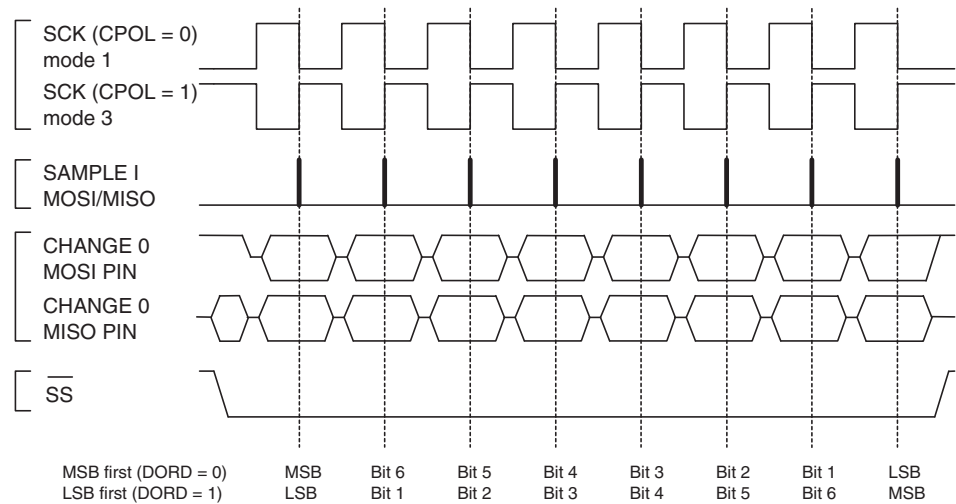 SCK (CPOL = 0)
mode 1
SCK (CPOL = 1)
mode 3
SAMPLE I
MOSI/MISO
CHANGE 0
MOSI PIN
CHANGE 0
MISO PIN
SS
MSB first (DORD = 0) MSB Bit 6 Bit 5 Bit 4 Bit 3 Bit 2 Bit 1 LSB
LSB first (DORD = 1) LSB Bit 1 Bit 2 Bit 3 Bit 4 Bit 5 Bit 6 MSB